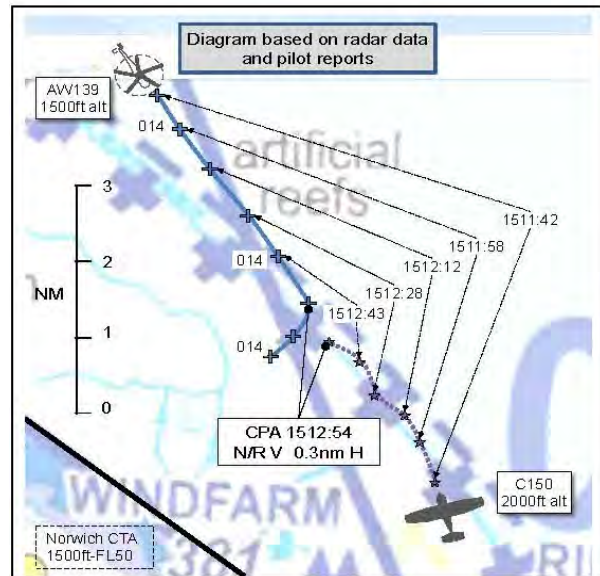 Diagram based on radar data
and pilot reports
AW139
1500ft alt
014
artificial
reefs
3
1511:42
1511:58
014
1512:12
2
1512:28
NM
1512:43
1
014
0
CPA 1512:54
N/R V 0.3nm H
C150
2000ft alt
WINDFARM
Norwich CTA
1500ft-FL50
381
RI